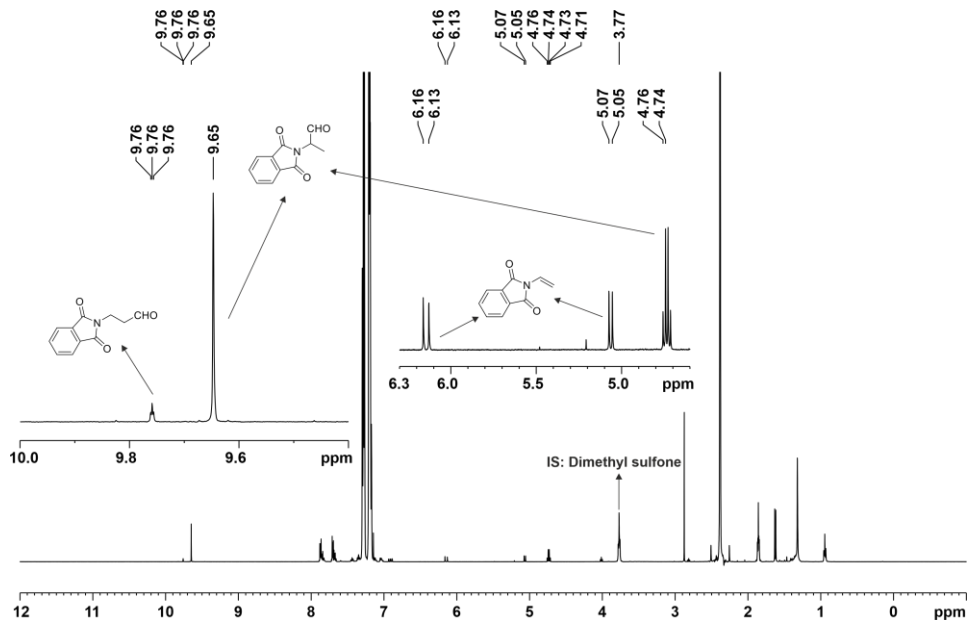 9.76
9.76
9.76
9.65
6.16
6.13
5.07
5.05
4.76
4.74
4.73
4.71
3.77
9.76
9.76
9.76
9.65
6.16
6.13
5.07
5.05
4.76
4.74
O
CHO
N
O
O
N
CHO
O
O
N
O
6.3 6.0 5.5 5.0 ppm
10.0 9.8 9.6 ppm
IS: Dimethyl sulfone
12 11 10 9 8 7 6 5 4 3 2 1 0 ppm